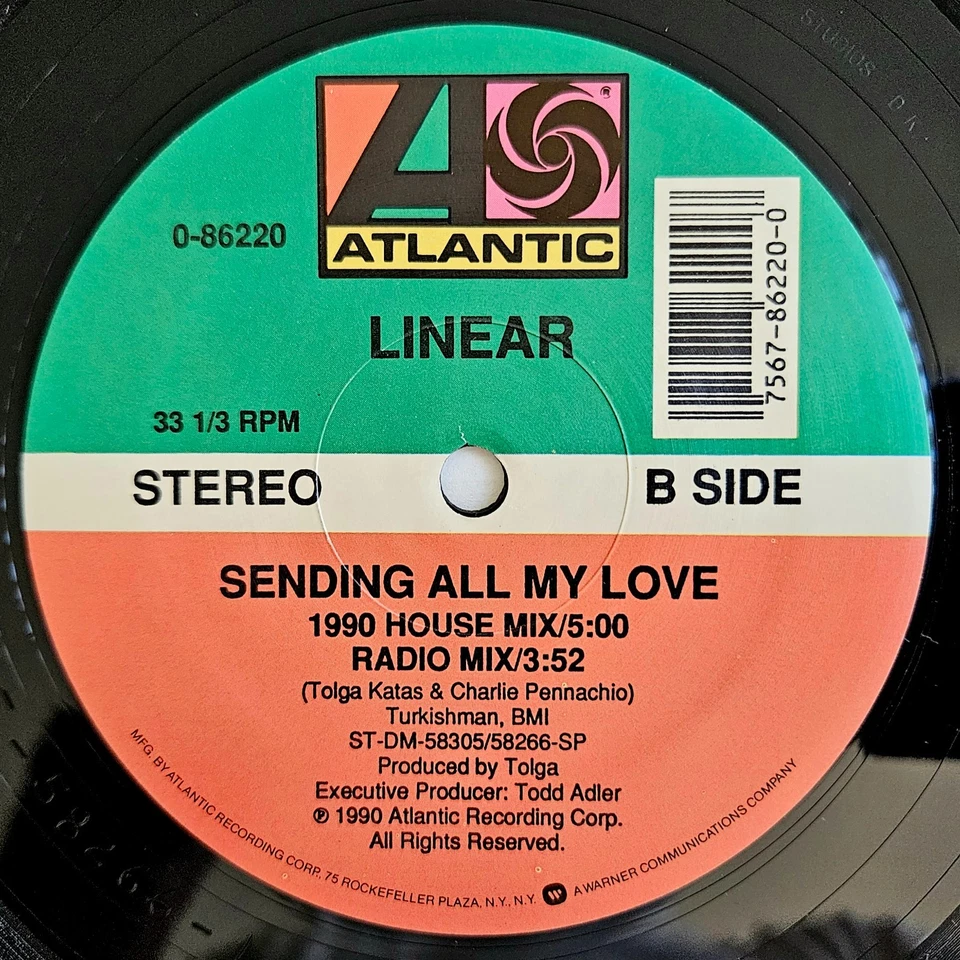 ®
ATLANTIC
0-86220
7567-86220-0
LINEAR
33 1/3 RPM
STEREO
B SIDE
SENDING ALL MY LOVE
1990 HOUSE MIX/5:00
RADIO MIX/3:52
(Tolga Katas & Charlie Pennachio)
Turkishman, BMI
ST-DM-58305/58266-SP
Produced by Tolga
Executive Producer: Todd Adler
℗ 1990 Atlantic Recording Corp.
All Rights Reserved.
MFG. BY ATLANTIC RECORDING CORP., 75 ROCKEFELLER PLAZA, N.Y., N.Y. A WARNER COMMUNICATIONS COMPANY